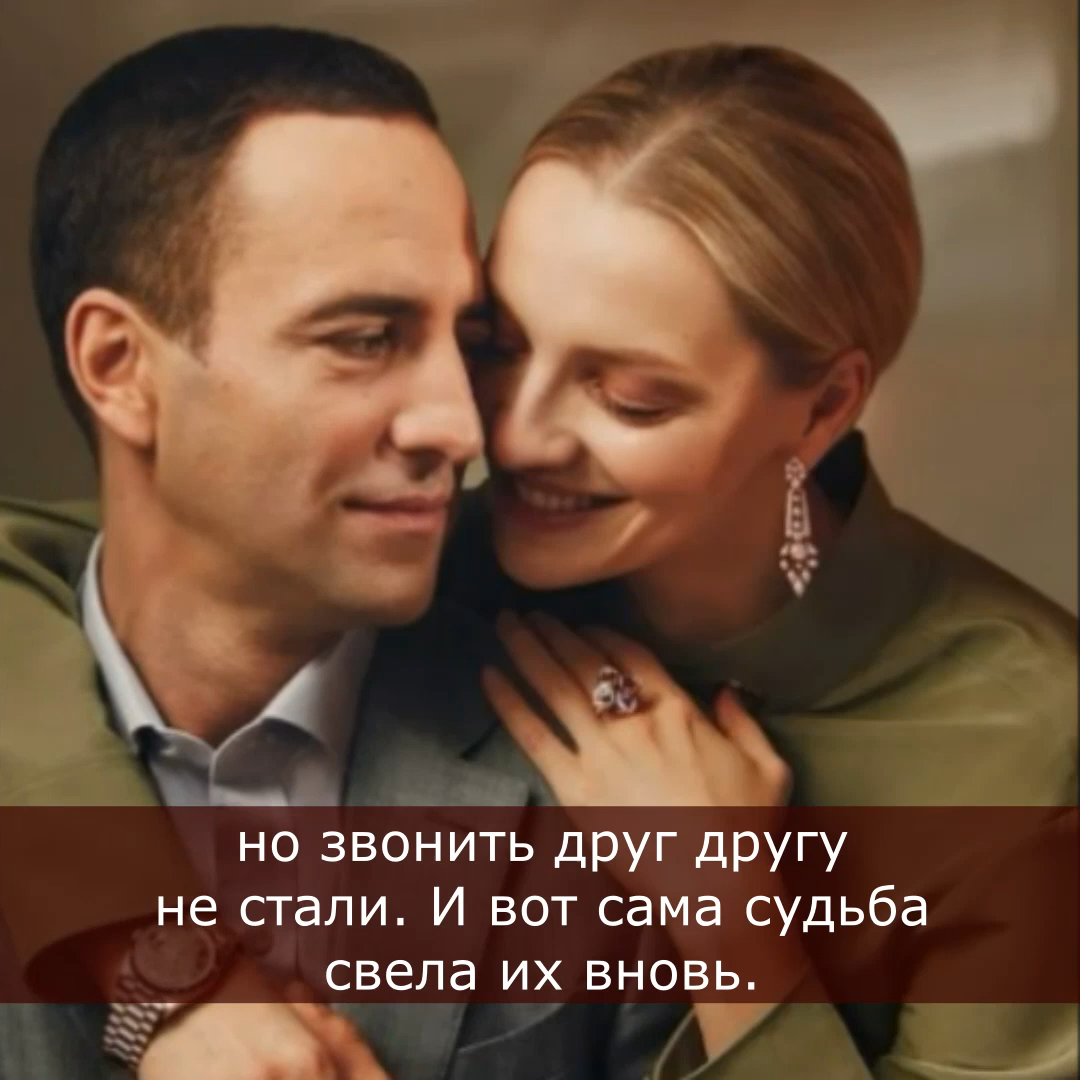 но звонить друг другу
не стали. И вот сама судьба
свела их вновь.